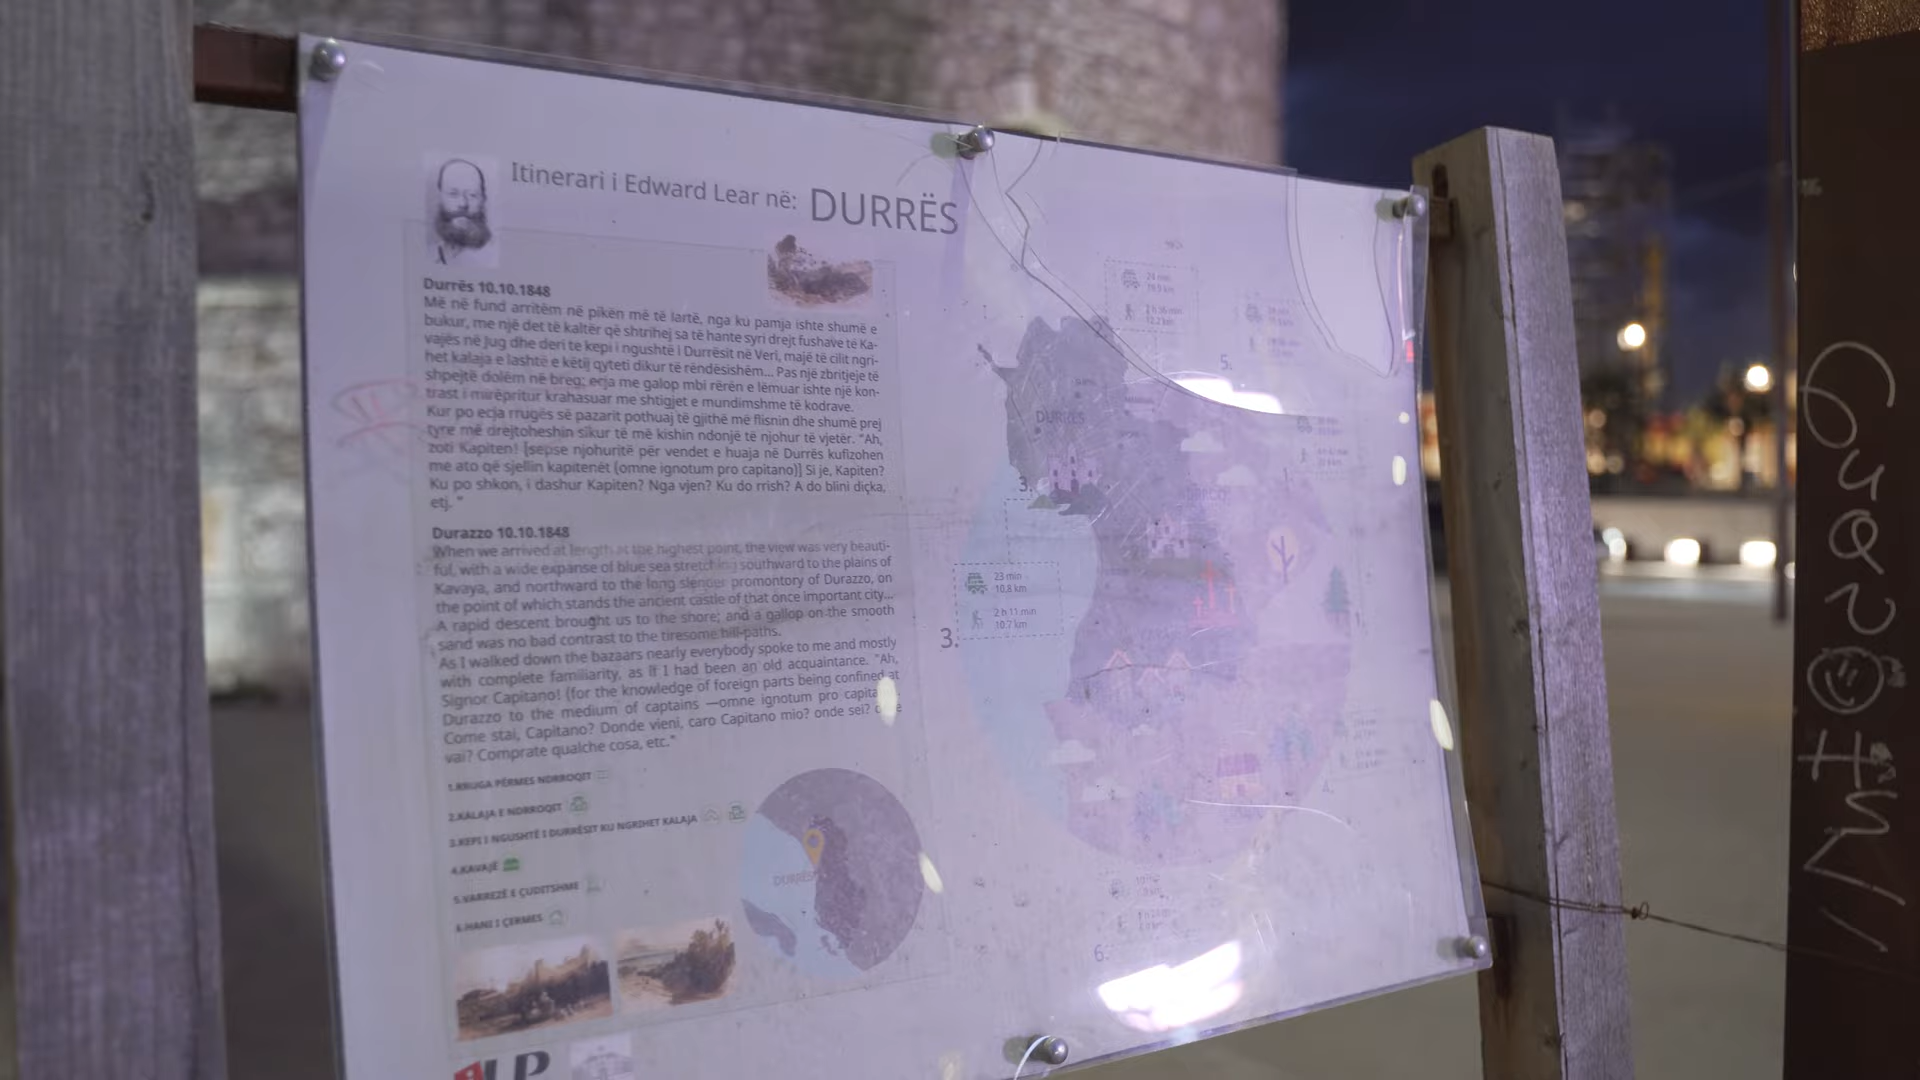 Itinerari i Edward Lear në: DURRËS
Durrës 10.10.1848
Më në fund arritëm në pikën më të lartë, nga ku pamja ishte shumë e
bukur, me një det të kaltër që shtrihej sa të hante syri drejt fushave të Ka-
vajës në Jug dhe deri te kepi i ngushtë i Durrësit në Veri, majë të cilit ngri-
het kalaja e lashtë e këtij qyteti dikur të rëndësishëm... Pas një zbritjeje të
shpejtë dolëm në breg; ecja me galop mbi rërën e lëmuar ishte një kon-
trast i mirëpritur krahasuar me shtigjet e mundimshme të kodrave.
Kur po ecja rrugës së pazarit pothuaj të gjithë më flisnin dhe shumë prej
tyre më drejtoheshin sikur të më kishin ndonjë të njohur të vjetër. "Ah,
zoti Kapiten! [sepse njohuritë për vendet e huaja në Durrës kufizohen
me ato që sjellin kapitenët (omne ignotum pro capitano)] Si je, Kapiten?
Ku po shkon, i dashur Kapiten? Nga vjen? Ku do rrish? A do blini diçka,
etj. "
Durazzo 10.10.1848
When we arrived at length at the highest point, the view was very beauti-
ful, with a wide expanse of blue sea stretching southward to the plains of
Kavaya, and northward to the long slender promontory of Durazzo, on
the point of which stands the ancient castle of that once important city...
A rapid descent brought us to the shore; and a gallop on the smooth
sand was no bad contrast to the tiresome hill-paths.
As I walked down the bazaars nearly everybody spoke to me and mostly
with complete familiarity, as if I had been an old acquaintance. "Ah,
Signor Capitano! (for the knowledge of foreign parts being confined at
Durazzo to the medium of captains —omne ignotum pro
Come stai, Capitano? Donde vieni, caro Capitano mio? onde sei?
vai? Comprate qualche cosa, etc."
1.RRUGA PËRMES NDRROQIT
2.KALAJA E NDRROQIT
3.KEPI I NGUSHTË I DURRËSIT KU NGRIHET KALAJA
4.KAVAJË
5.VARREZË E ÇUDITSHME
6.HANI I ÇERMES
DURRËS
24 min
5.
DURRËS
3.
23 min
10.8 km
2 h 11 min
10.7 km
3.
1.
4.
6.